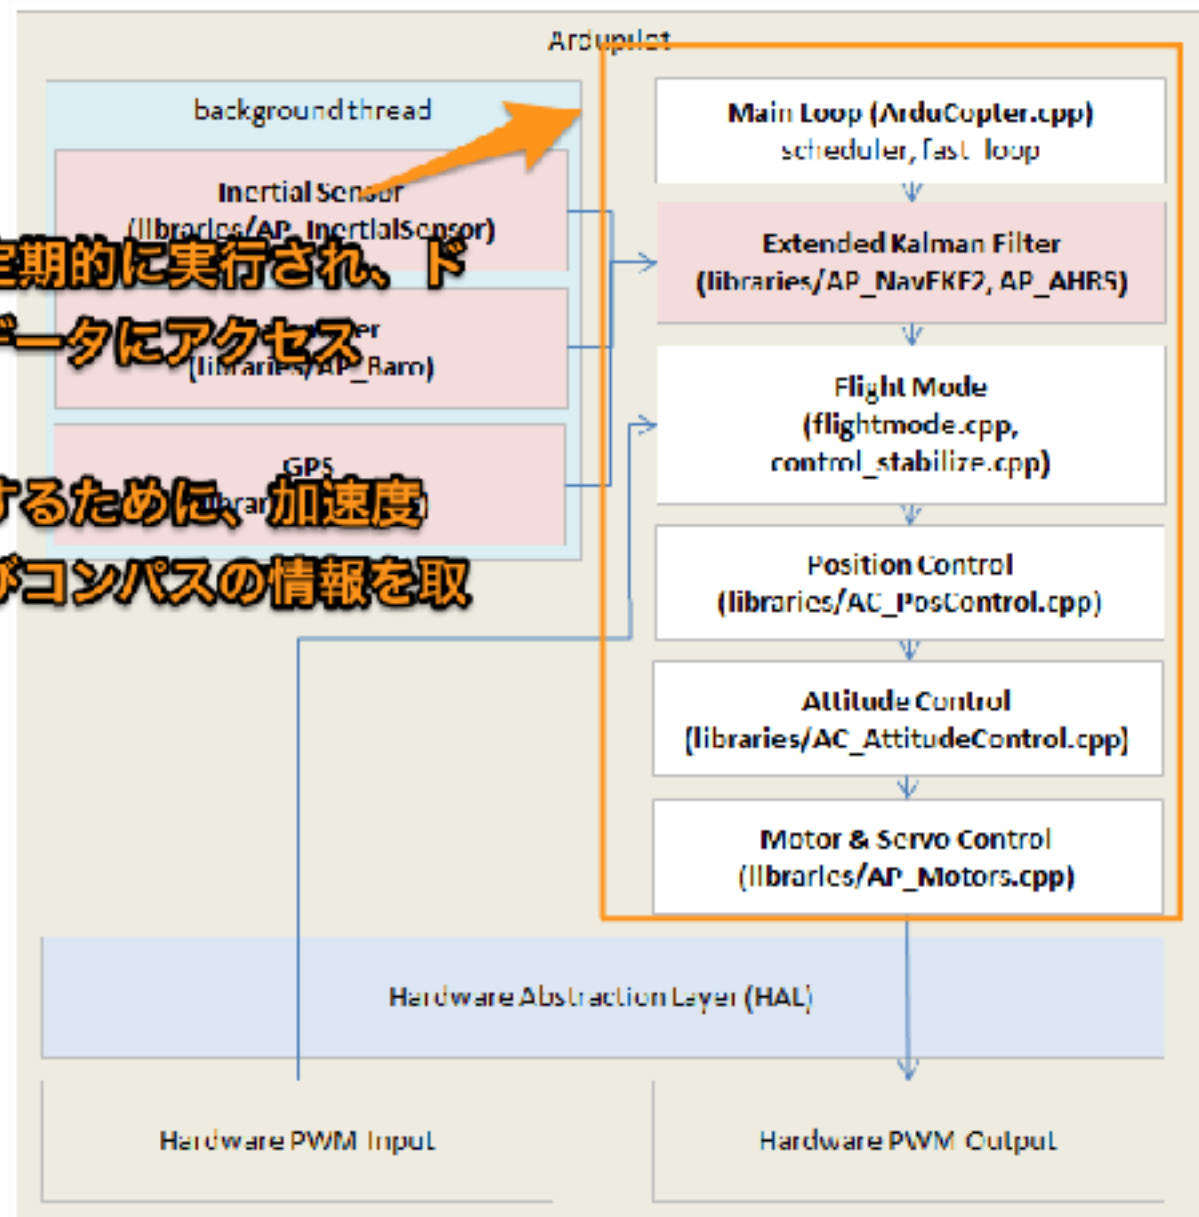 Ardupilot
background thread
Inertial Sensor
(libraries/AP_InertialSensor)
定期的に実行され、ド
ータにアクセス
(libraries/AP_Baro)
GPS
するために、加速度
コンパスの情報を取
Main Loop (ArduCopter.cpp)
scheduler, fast_loop
Extended Kalman Filter
(libraries/AP_NavEKF2, AP_AHRS)
Flight Mode
(flightmode.cpp,
control_stabilize.cpp)
Position Control
(libraries/AC_PosControl.cpp)
Attitude Control
(libraries/AC_AttitudeControl.cpp)
Motor & Servo Control
(libraries/AP_Motors.cpp)
Hardware Abstraction Layer (HAL)
Hardware PWM Input
Hardware PWM Output